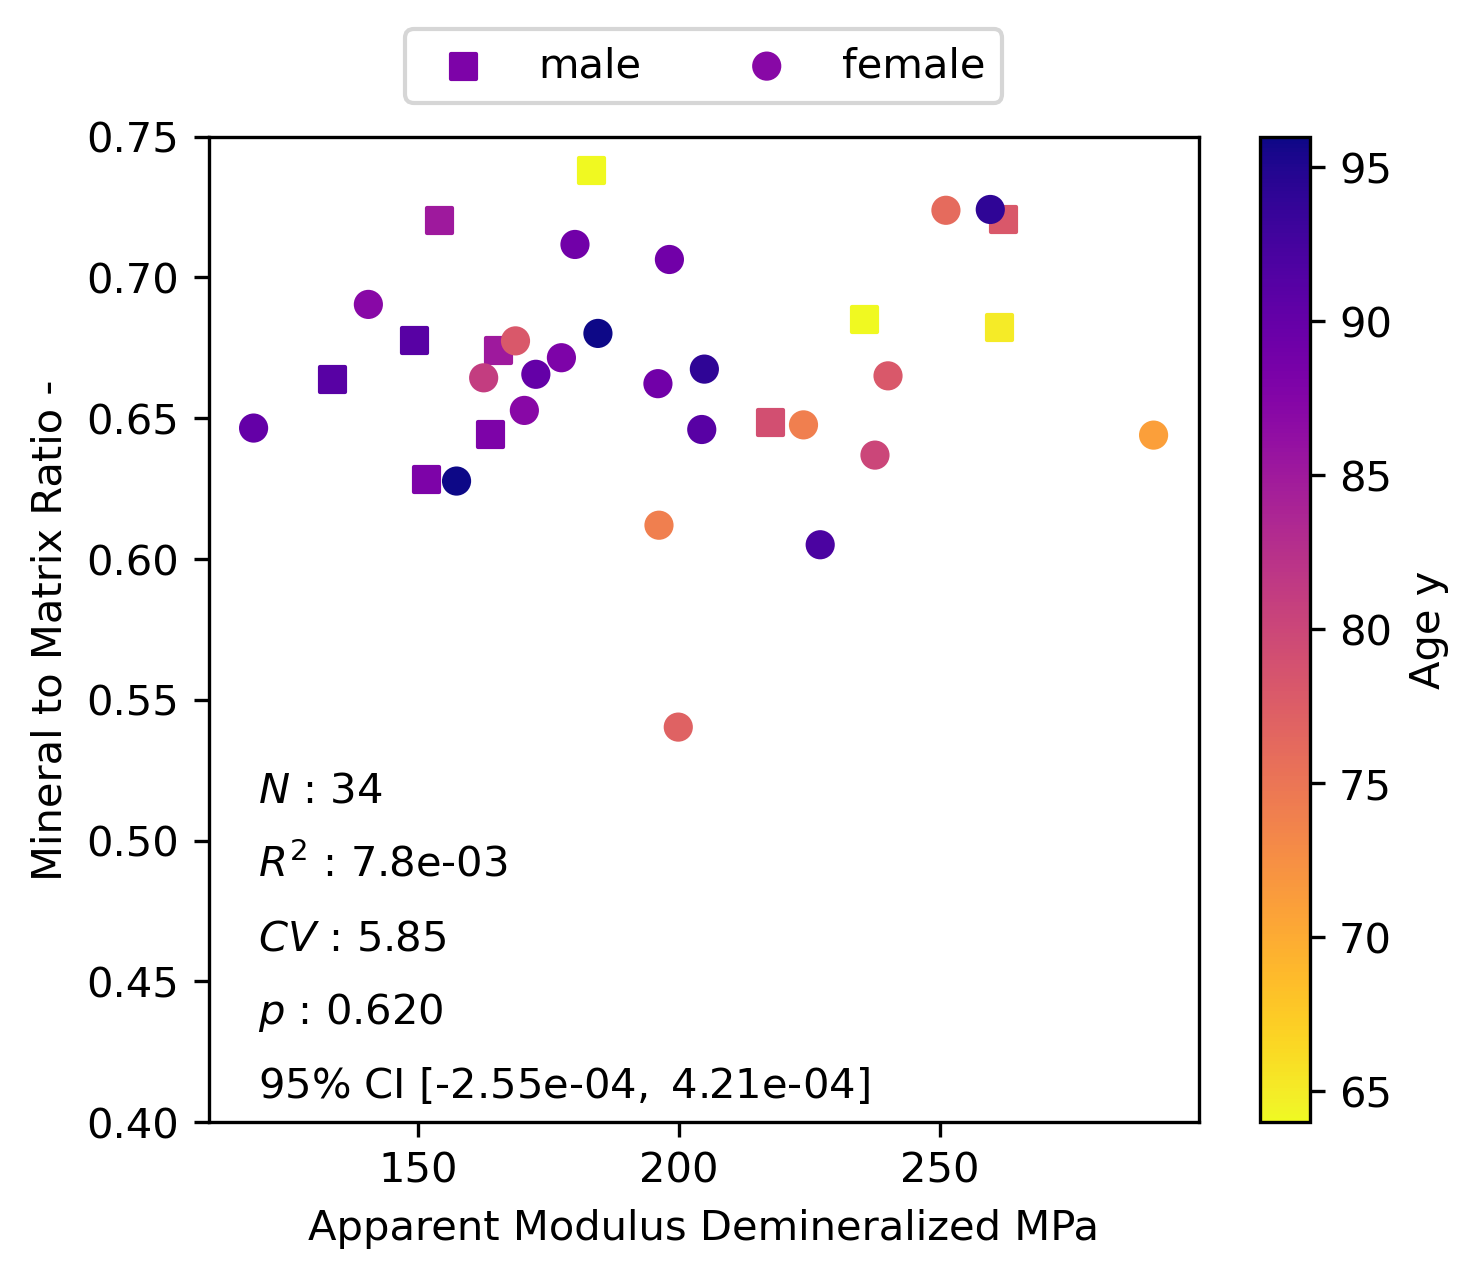 male female
0.75
0.70
0.65
0.60
0.55
0.50
0.45
0.40
Mineral to Matrix Ratio -
N : 34
R² : 7.8e-03
CV : 5.85
p : 0.620
95% CI [-2.55e-04, 4.21e-04]
150 200 250
Apparent Modulus Demineralized MPa
95
90
85
80
75
70
65
Age y